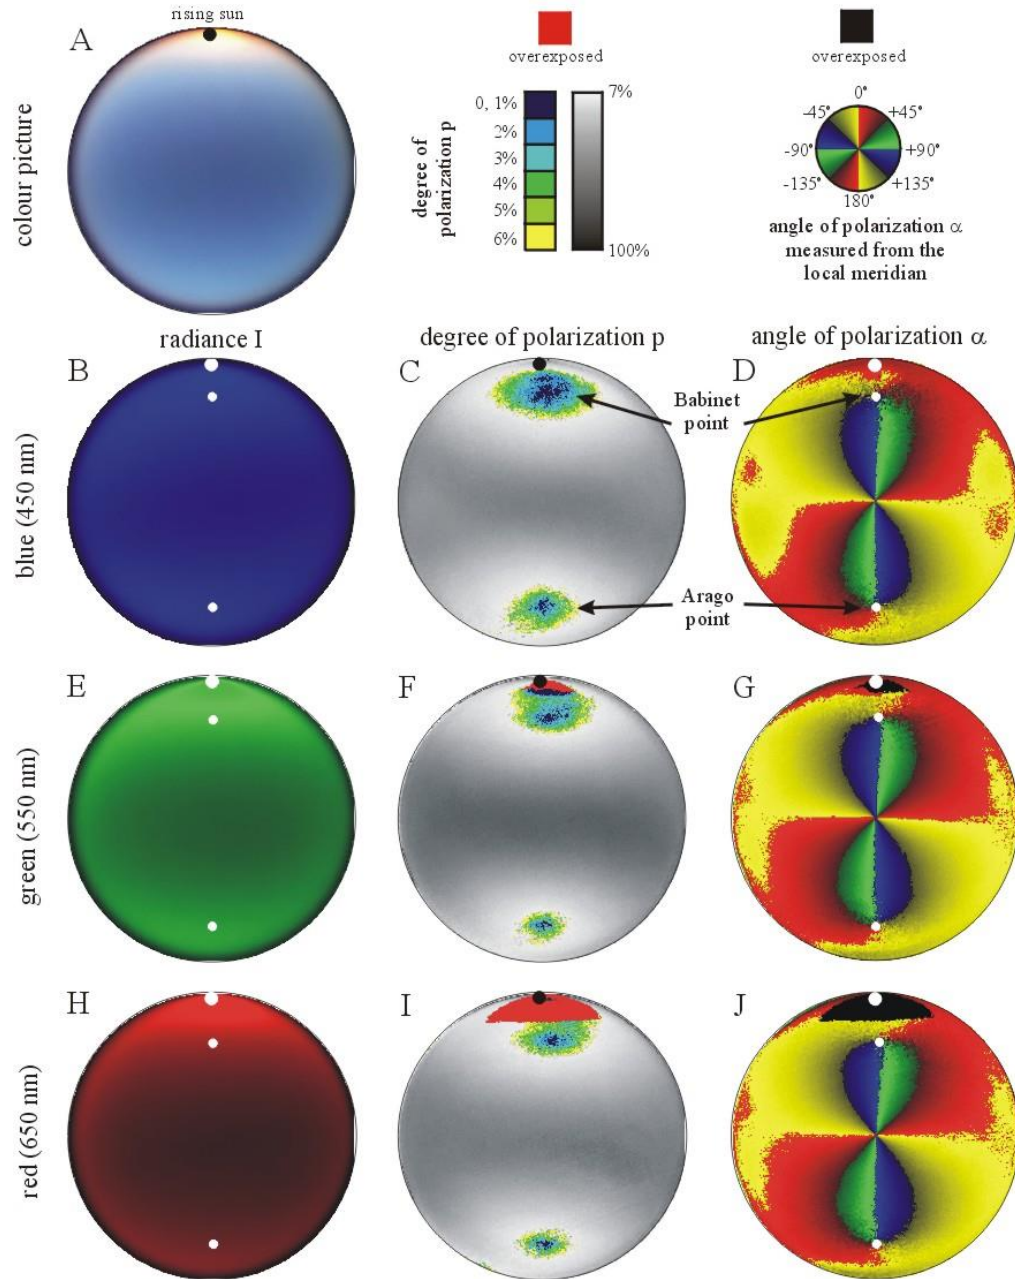 rising sun
A
colour picture
overexposed
0, 1%
2%
3%
4%
5%
6%
7%
100%
degree of
polarization p
overexposed
0°
-45°
+45°
-90°
+90°
-135°
+135°
180°
angle of polarization α
measured from the
local meridian
radiance I
degree of polarization p
angle of polarization α
blue (450 nm)
B
C
D
Babinet
point
Arago
point
green (550 nm)
E
F
G
red (650 nm)
H
I
J